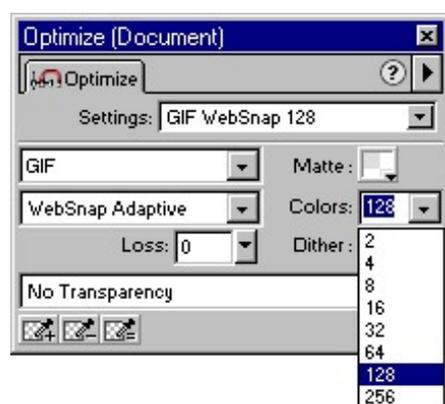 Optimize (Document)
Optimize
?
Settings: GIF WebSnap 128
GIF
Matte :
WebSnap Adaptive
Colors: 128
Loss: 0
Dither :
No Transparency
2
4
8
16
32
64
128
256